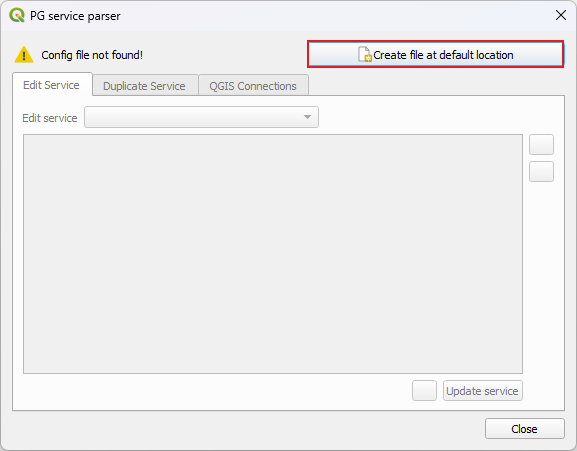 PG service parser
Config file not found!
Create file at default location
Edit Service
Duplicate Service
QGIS Connections
Edit service
Update service
Close